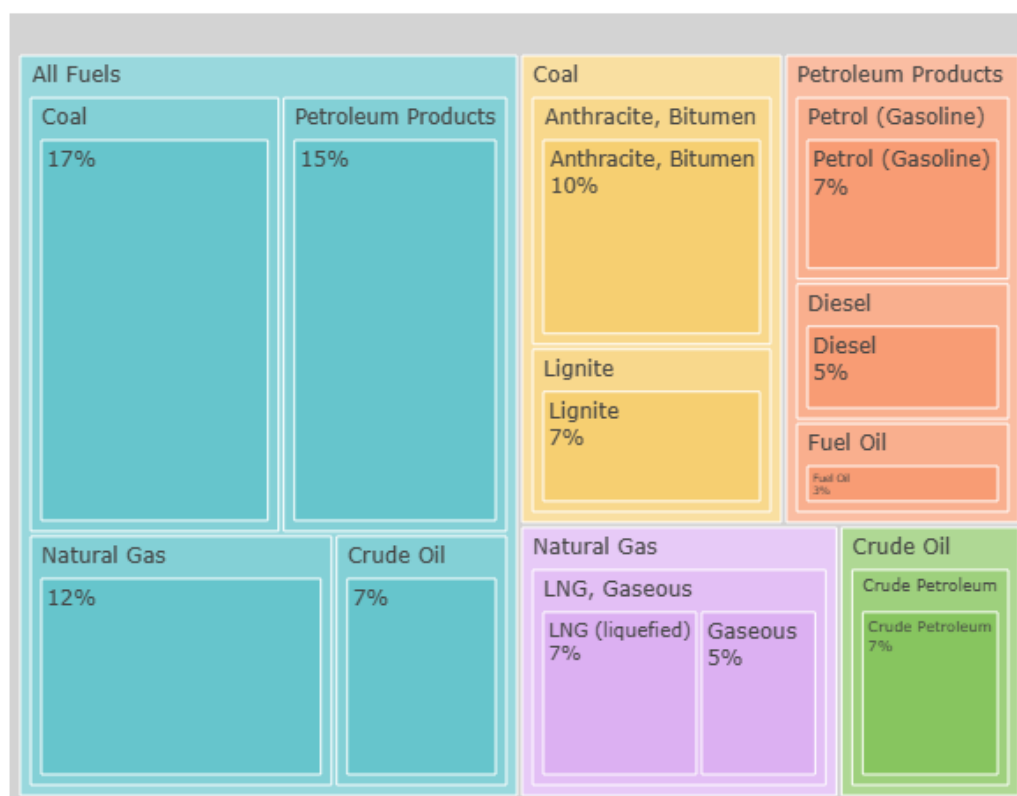 All Fuels
Coal
17%
Petroleum Products
15%
Natural Gas
12%
Crude Oil
7%
Coal
Anthracite, Bitumen
Anthracite, Bitumen
10%
Lignite
Lignite
7%
Petroleum Products
Petrol (Gasoline)
Petrol (Gasoline)
7%
Diesel
Diesel
5%
Fuel Oil
Fuel Oil
3%
Natural Gas
LNG, Gaseous
LNG (liquefied)
7%
Gaseous
5%
Crude Oil
Crude Petroleum
Crude Petroleum
7%